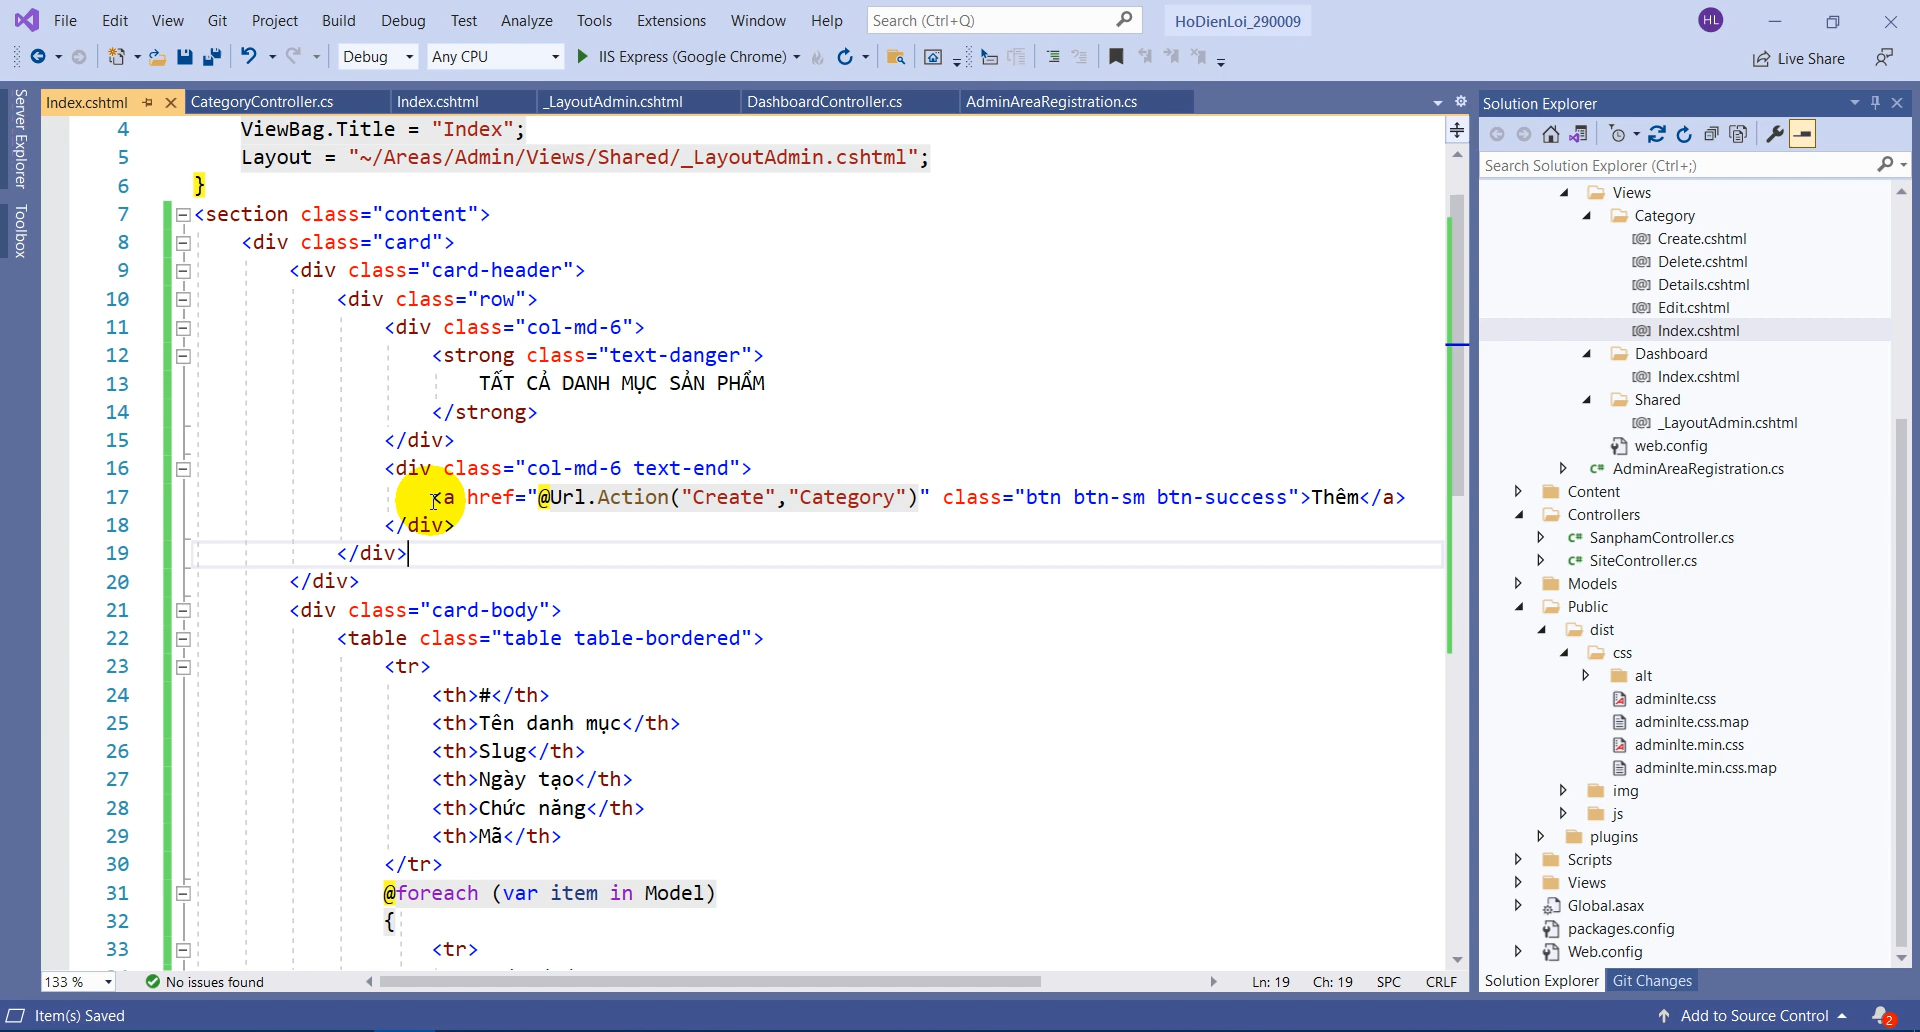 File Edit View Git Project Build Debug Test Analyze Tools Extensions Window Help Search (Ctrl+Q) HoDienLoi_290009 HL
Debug Any CPU IIS Express (Google Chrome) Live Share
Server Explorer
Toolbox
Index.cshtml CategoryController.cs Index.cshtml _LayoutAdmin.cshtml DashboardController.cs AdminAreaRegistration.cs
4 ViewBag.Title = "Index";
5 Layout = "~/Areas/Admin/Views/Shared/_LayoutAdmin.cshtml";
6 }
7 <section class="content">
8 <div class="card">
9 <div class="card-header">
10 <div class="row">
11 <div class="col-md-6">
12 <strong class="text-danger">
13 TẤT CẢ DANH MỤC SẢN PHẨM
14 </strong>
15 </div>
16 <div class="col-md-6 text-end">
17 <a href="@Url.Action("Create","Category")" class="btn btn-sm btn-success">Thêm</a>
18 </div>
19 </div>
20 </div>
21 <div class="card-body">
22 <table class="table table-bordered">
23 <tr>
24 <th>#</th>
25 <th>Tên danh mục</th>
26 <th>Slug</th>
27 <th>Ngày tạo</th>
28 <th>Chức năng</th>
29 <th>Mã</th>
30 </tr>
31 @foreach (var item in Model)
32 {
33 <tr>
133 % No issues found Ln: 19 Ch: 19 SPC CRLF
Solution Explorer
Search Solution Explorer (Ctrl+;)
Views
Category
Create.cshtml
Delete.cshtml
Details.cshtml
Edit.cshtml
Index.cshtml
Dashboard
Index.cshtml
Shared
_LayoutAdmin.cshtml
web.config
C# AdminAreaRegistration.cs
Content
Controllers
C# SanphamController.cs
C# SiteController.cs
Models
Public
dist
css
alt
adminlte.css
adminlte.css.map
adminlte.min.css
adminlte.min.css.map
img
js
plugins
Scripts
Views
Global.asax
packages.config
Web.config
Solution Explorer Git Changes
Item(s) Saved Add to Source Control 2